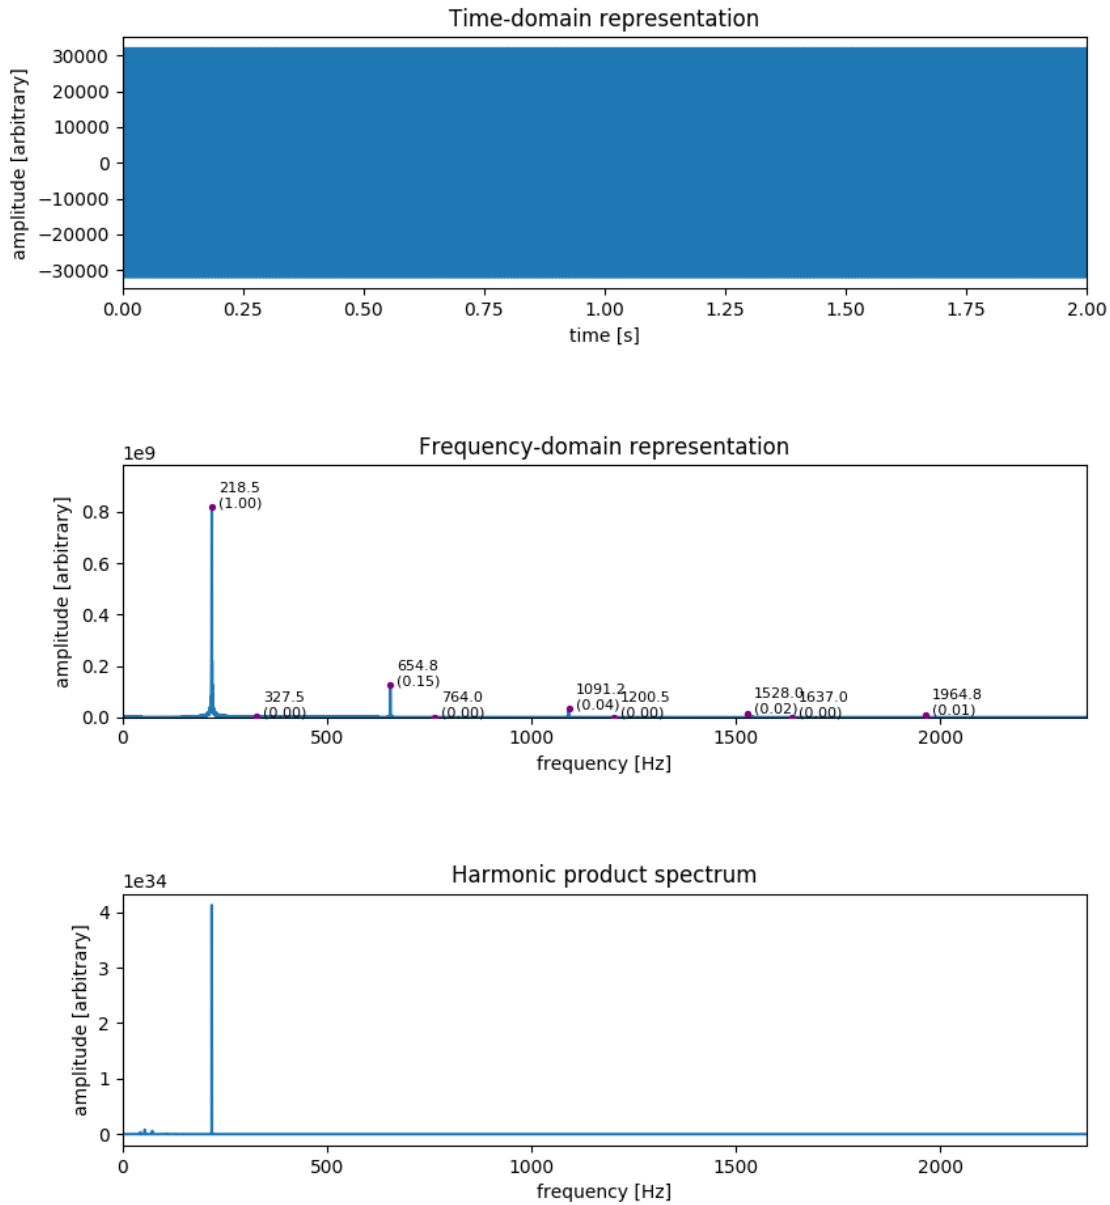 Time-domain representation
amplitude [arbitrary]
30000
20000
10000
0
−10000
−20000
−30000
0.00 0.25 0.50 0.75 1.00 1.25 1.50 1.75 2.00
time [s]
Frequency-domain representation
1e9
amplitude [arbitrary]
0.8
0.6
0.4
0.2
0.0
218.5
(1.00)
327.5
(0.00)
654.8
(0.15)
764.0
(0.00)
1091.2
(0.04)
1200.5
(0.00)
1528.0
(0.02)
1637.0
(0.00)
1964.8
(0.01)
0 500 1000 1500 2000
frequency [Hz]
Harmonic product spectrum
1e34
amplitude [arbitrary]
4
3
2
1
0
0 500 1000 1500 2000
frequency [Hz]